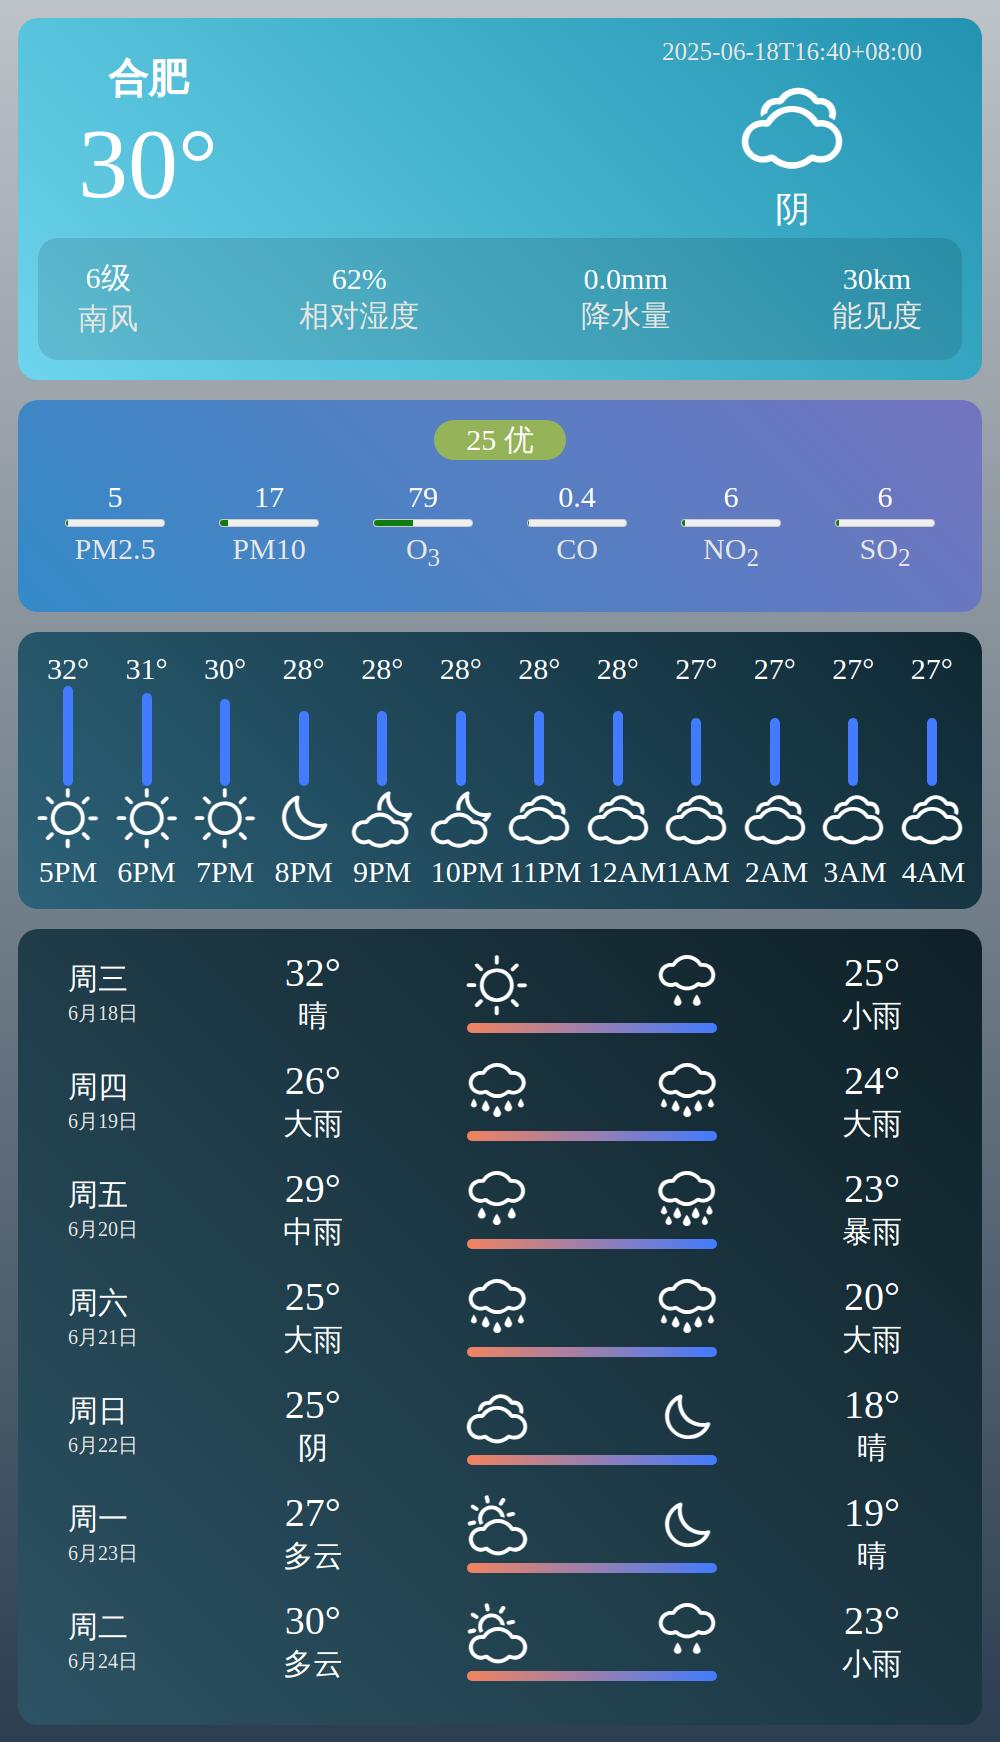 合肥
2025-06-18T16:40+08:00
30°
阴
6级 62% 0.0mm 30km
南风 相对湿度 降水量 能见度
25 优
5 17 79 0.4 6 6
PM2.5 PM10 O3 CO NO2 SO2
32° 31° 30° 28° 28° 28° 28° 28° 27° 27° 27° 27°
5PM 6PM 7PM 8PM 9PM 10PM 11PM 12AM 1AM 2AM 3AM 4AM
周三 32° 25°
6月18日 晴 小雨
周四 26° 24°
6月19日 大雨 大雨
周五 29° 23°
6月20日 中雨 暴雨
周六 25° 20°
6月21日 大雨 大雨
周日 25° 18°
6月22日 阴 晴
周一 27° 19°
6月23日 多云 晴
周二 30° 23°
6月24日 多云 小雨